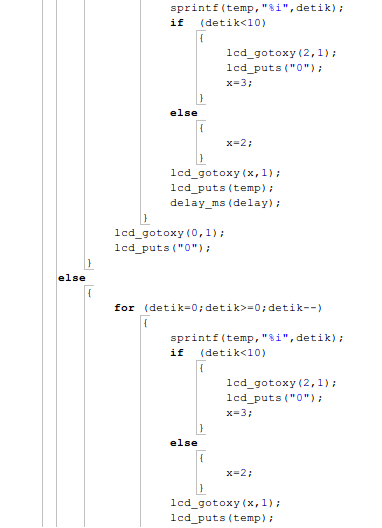 sprintf(temp,"%i",detik);
if (detik<10)
{
lcd_gotoxy(2,1);
lcd_puts("0");
x=3;
}
else
{
x=2;
}
lcd_gotoxy(x,1);
lcd_puts(temp);
delay_ms(delay);
}
lcd_gotoxy(0,1);
lcd_puts("0");
}
else
{
for (detik=0;detik>=0;detik--)
{
sprintf(temp,"%i",detik);
if (detik<10)
{
lcd_gotoxy(2,1);
lcd_puts("0");
x=3;
}
else
{
x=2;
}
lcd_gotoxy(x,1);
lcd_puts(temp);